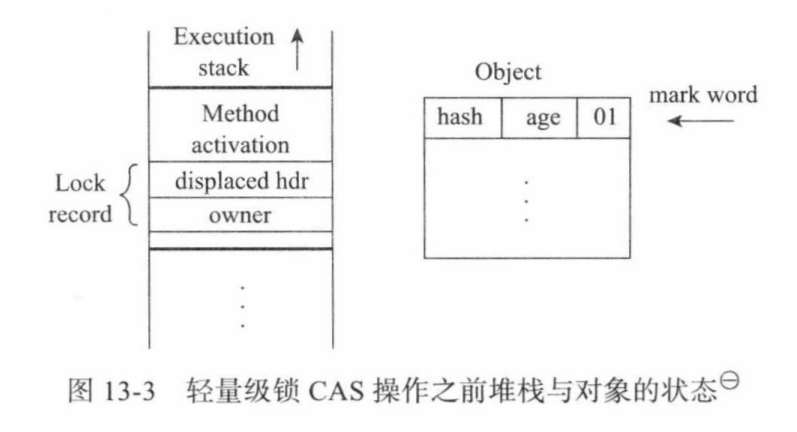 Execution
stack
Method
activation
Lock
record
displaced hdr
owner
Object
hash age 01
mark word
图 13-3 轻量级锁 CAS 操作之前堆栈与对象的状态⊖